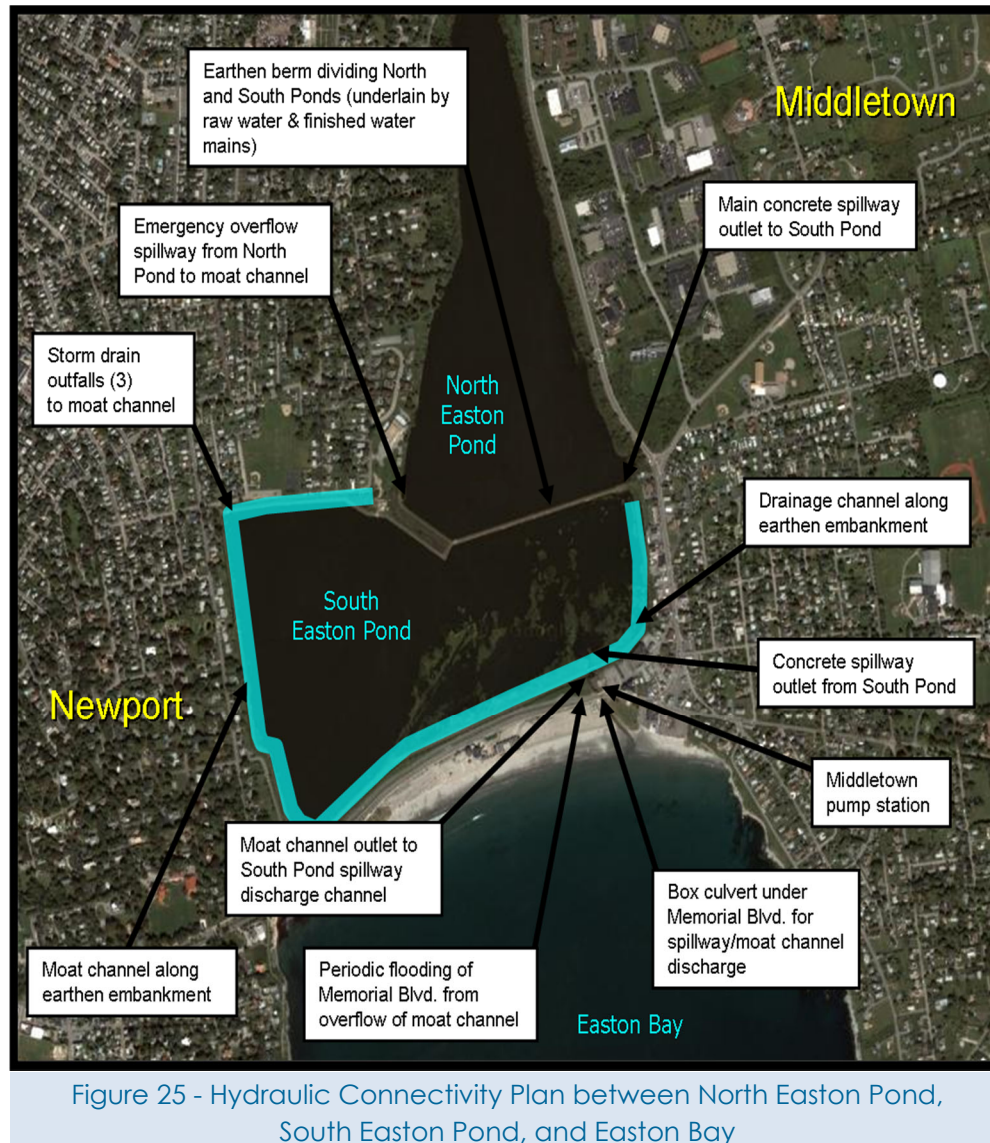 Earthen berm dividing North
and South Ponds (underlain by
raw water & finished water
mains)
Middletown
Emergency overflow
spillway from North
Pond to moat channel
Main concrete spillway
outlet to South Pond
Storm drain
outfalls (3)
to moat channel
North
Easton
Pond
Drainage channel along
earthen embankment
South
Easton Pond
Concrete spillway
outlet from South
Pond
Newport
Middletown
pump station
Moat channel outlet to
South Pond spillway
discharge channel
Box culvert under
Memorial Blvd. for
spillway/moat channel
discharge
Moat channel along
earthen embankment
Periodic flooding of
Memorial Blvd. from
overflow of moat channel
Easton Bay
Figure 25 - Hydraulic Connectivity Plan between North Easton Pond,
South Easton Pond, and Easton Bay